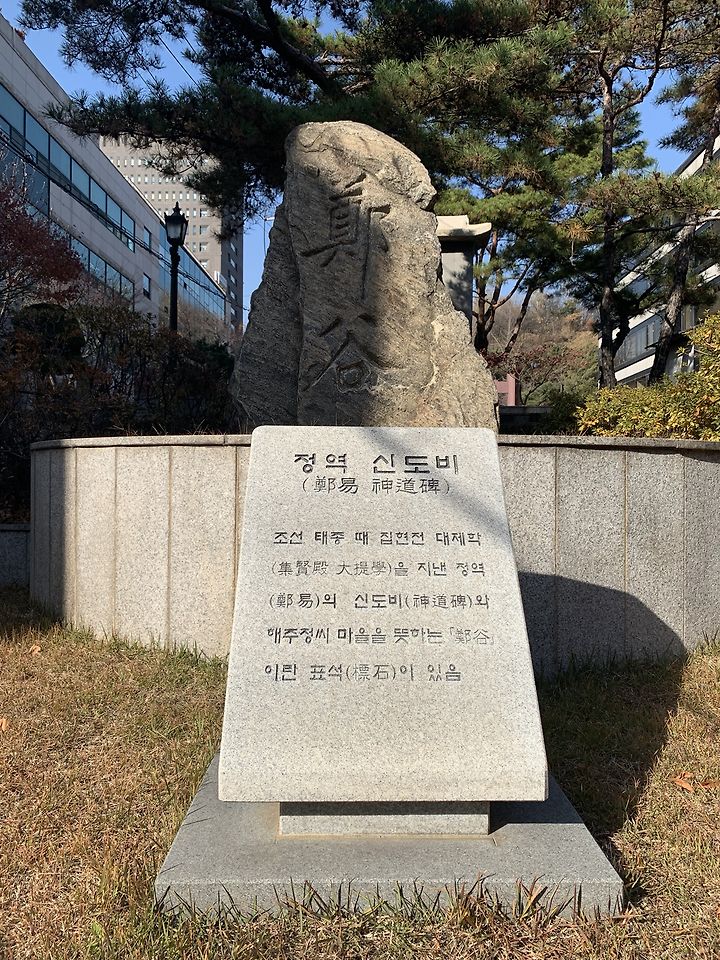 鄭
谷
정역 신도비
(鄭易 神道碑)
조선 태종 때 집현전 대제학
(集賢殿 大提學)을 지낸 정역
(鄭易)의 신도비(神道碑)와
해주정씨 마을을 뜻하는「鄭谷」
이란 표석(標石)이 있음